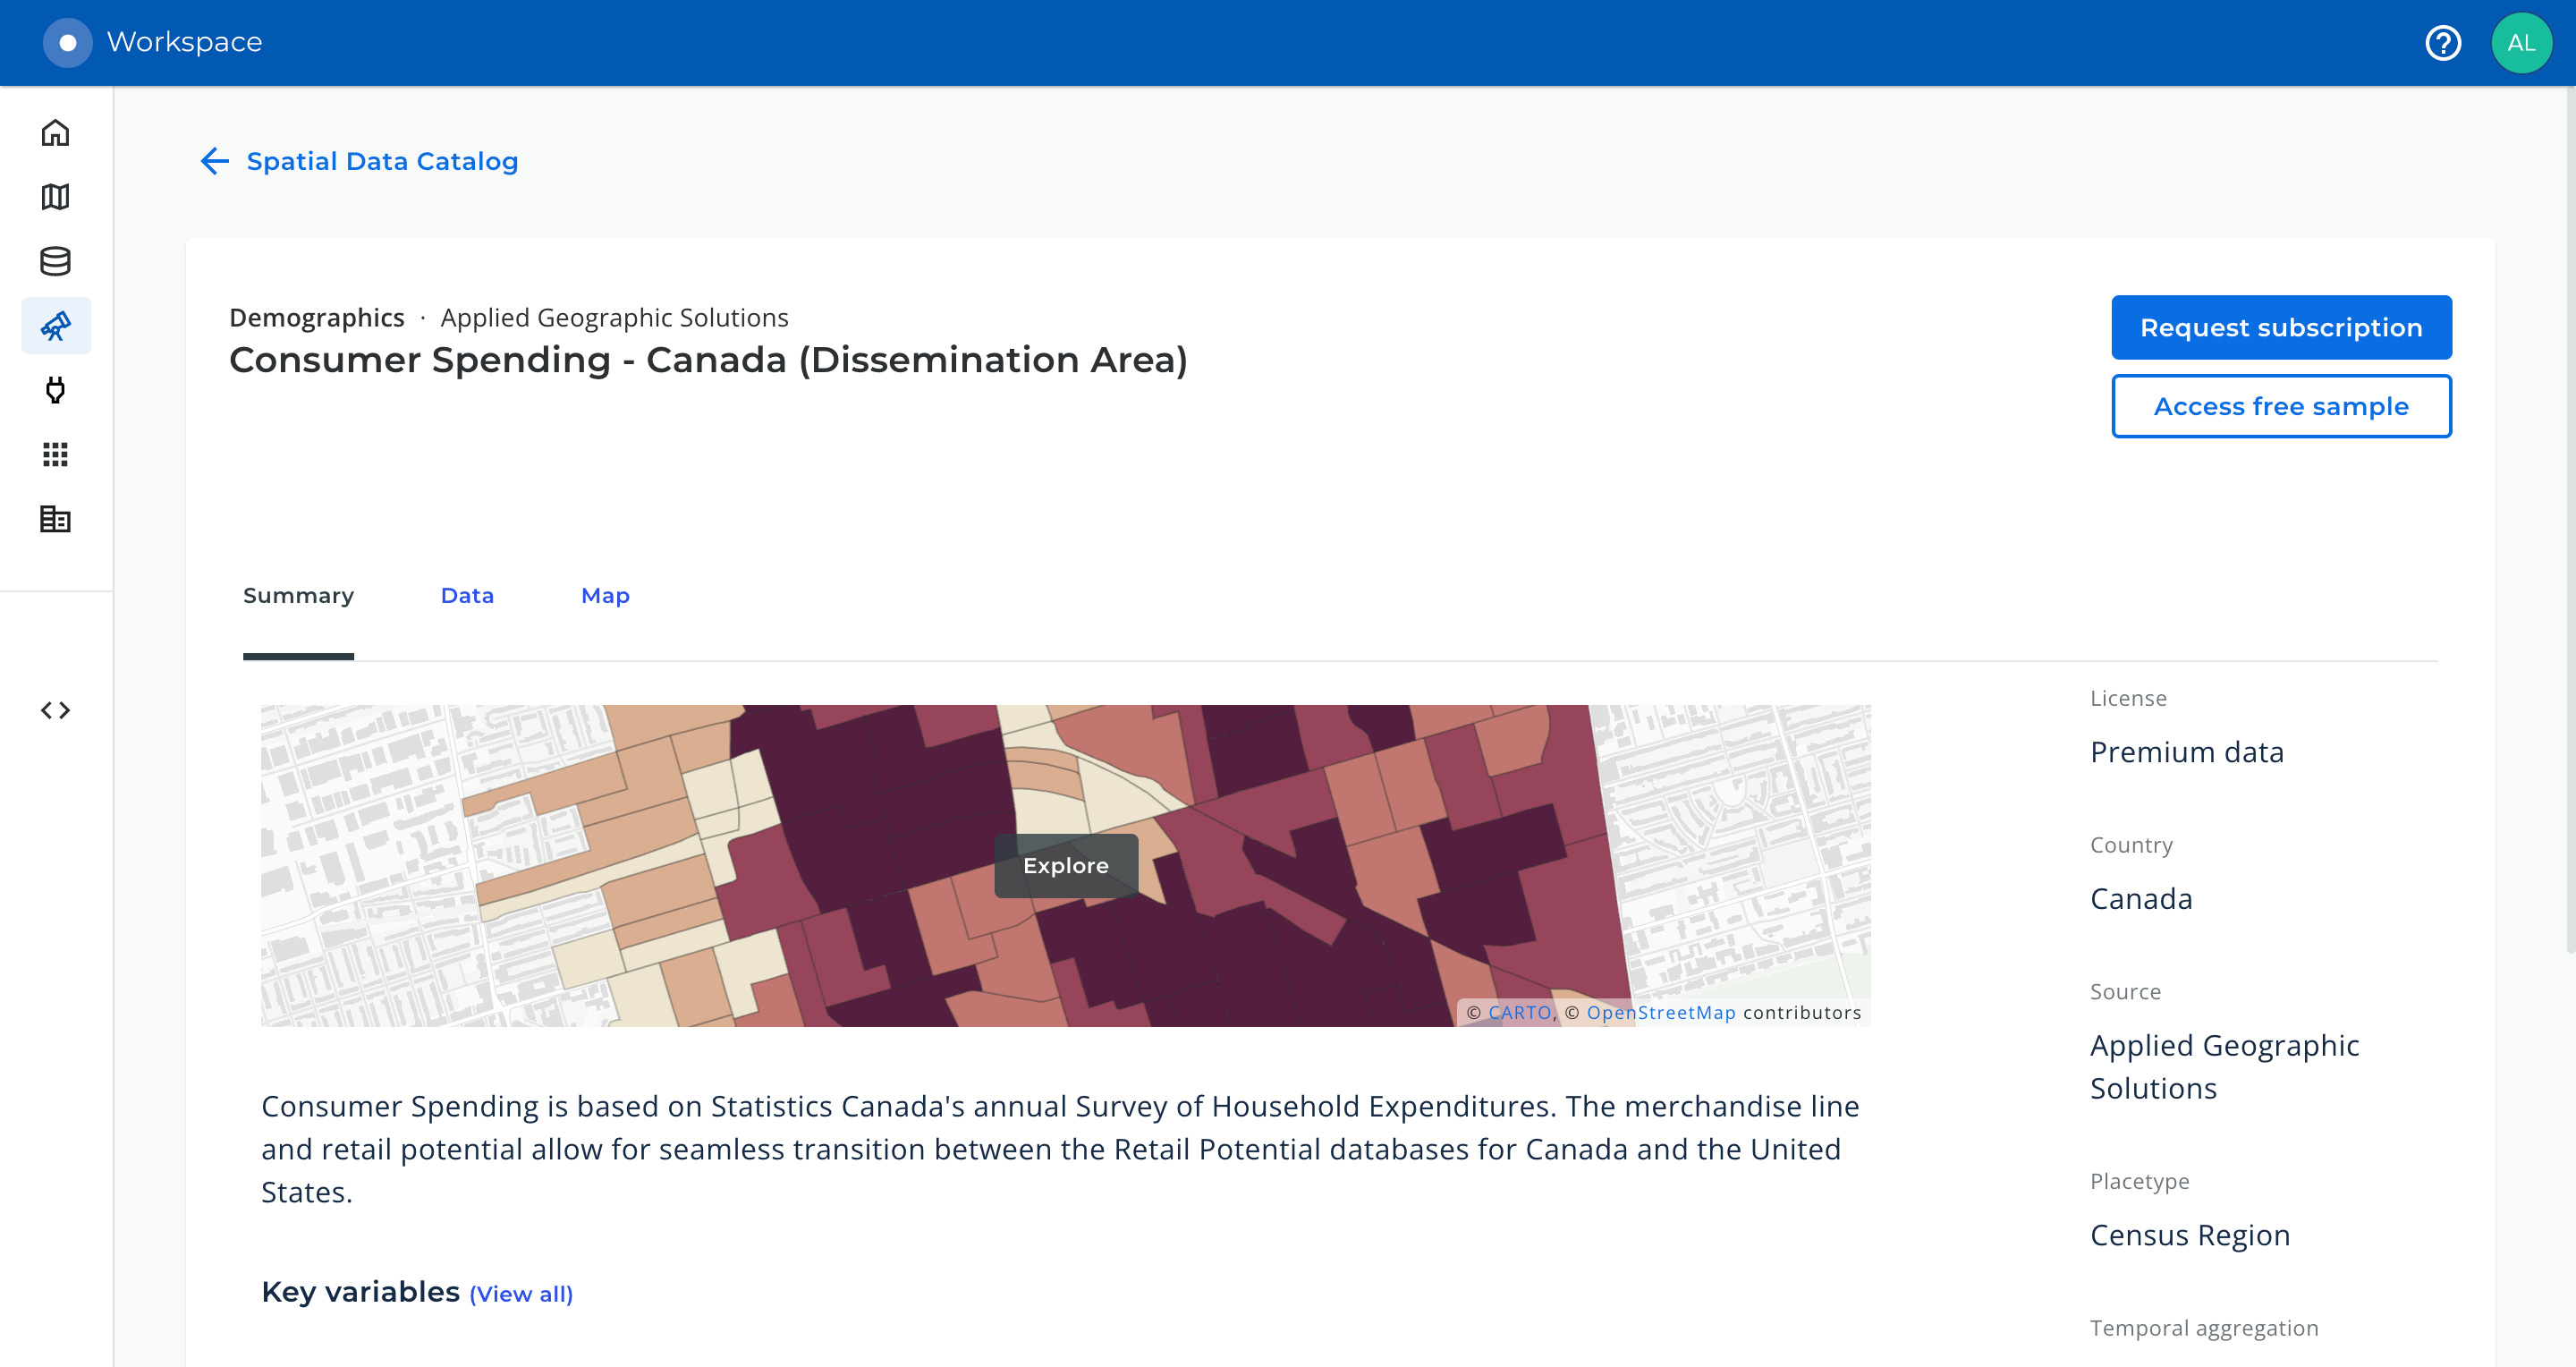 Workspace
AL
Spatial Data Catalog
Demographics · Applied Geographic Solutions
Consumer Spending - Canada (Dissemination Area)
Request subscription
Access free sample
Summary
Data
Map
Explore
© CARTO, © OpenStreetMap contributors
Consumer Spending is based on Statistics Canada's annual Survey of Household Expenditures. The merchandise line
and retail potential allow for seamless transition between the Retail Potential databases for Canada and the United
States.
Key variables (View all)
License
Premium data
Country
Canada
Source
Applied Geographic
Solutions
Placetype
Census Region
Temporal aggregation